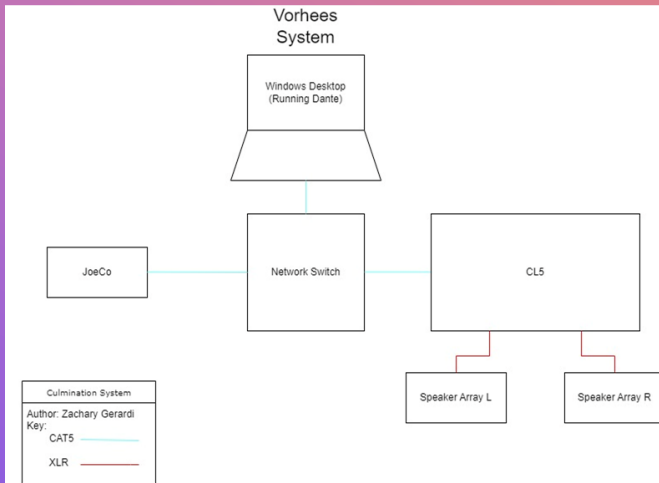 Vorhees
System
Windows Desktop
(Running Dante)
JoeCo
Network Switch
CL5
Speaker Array L
Speaker Array R
Culmination System
Author: Zachary Gerardi
Key:
CAT5
XLR